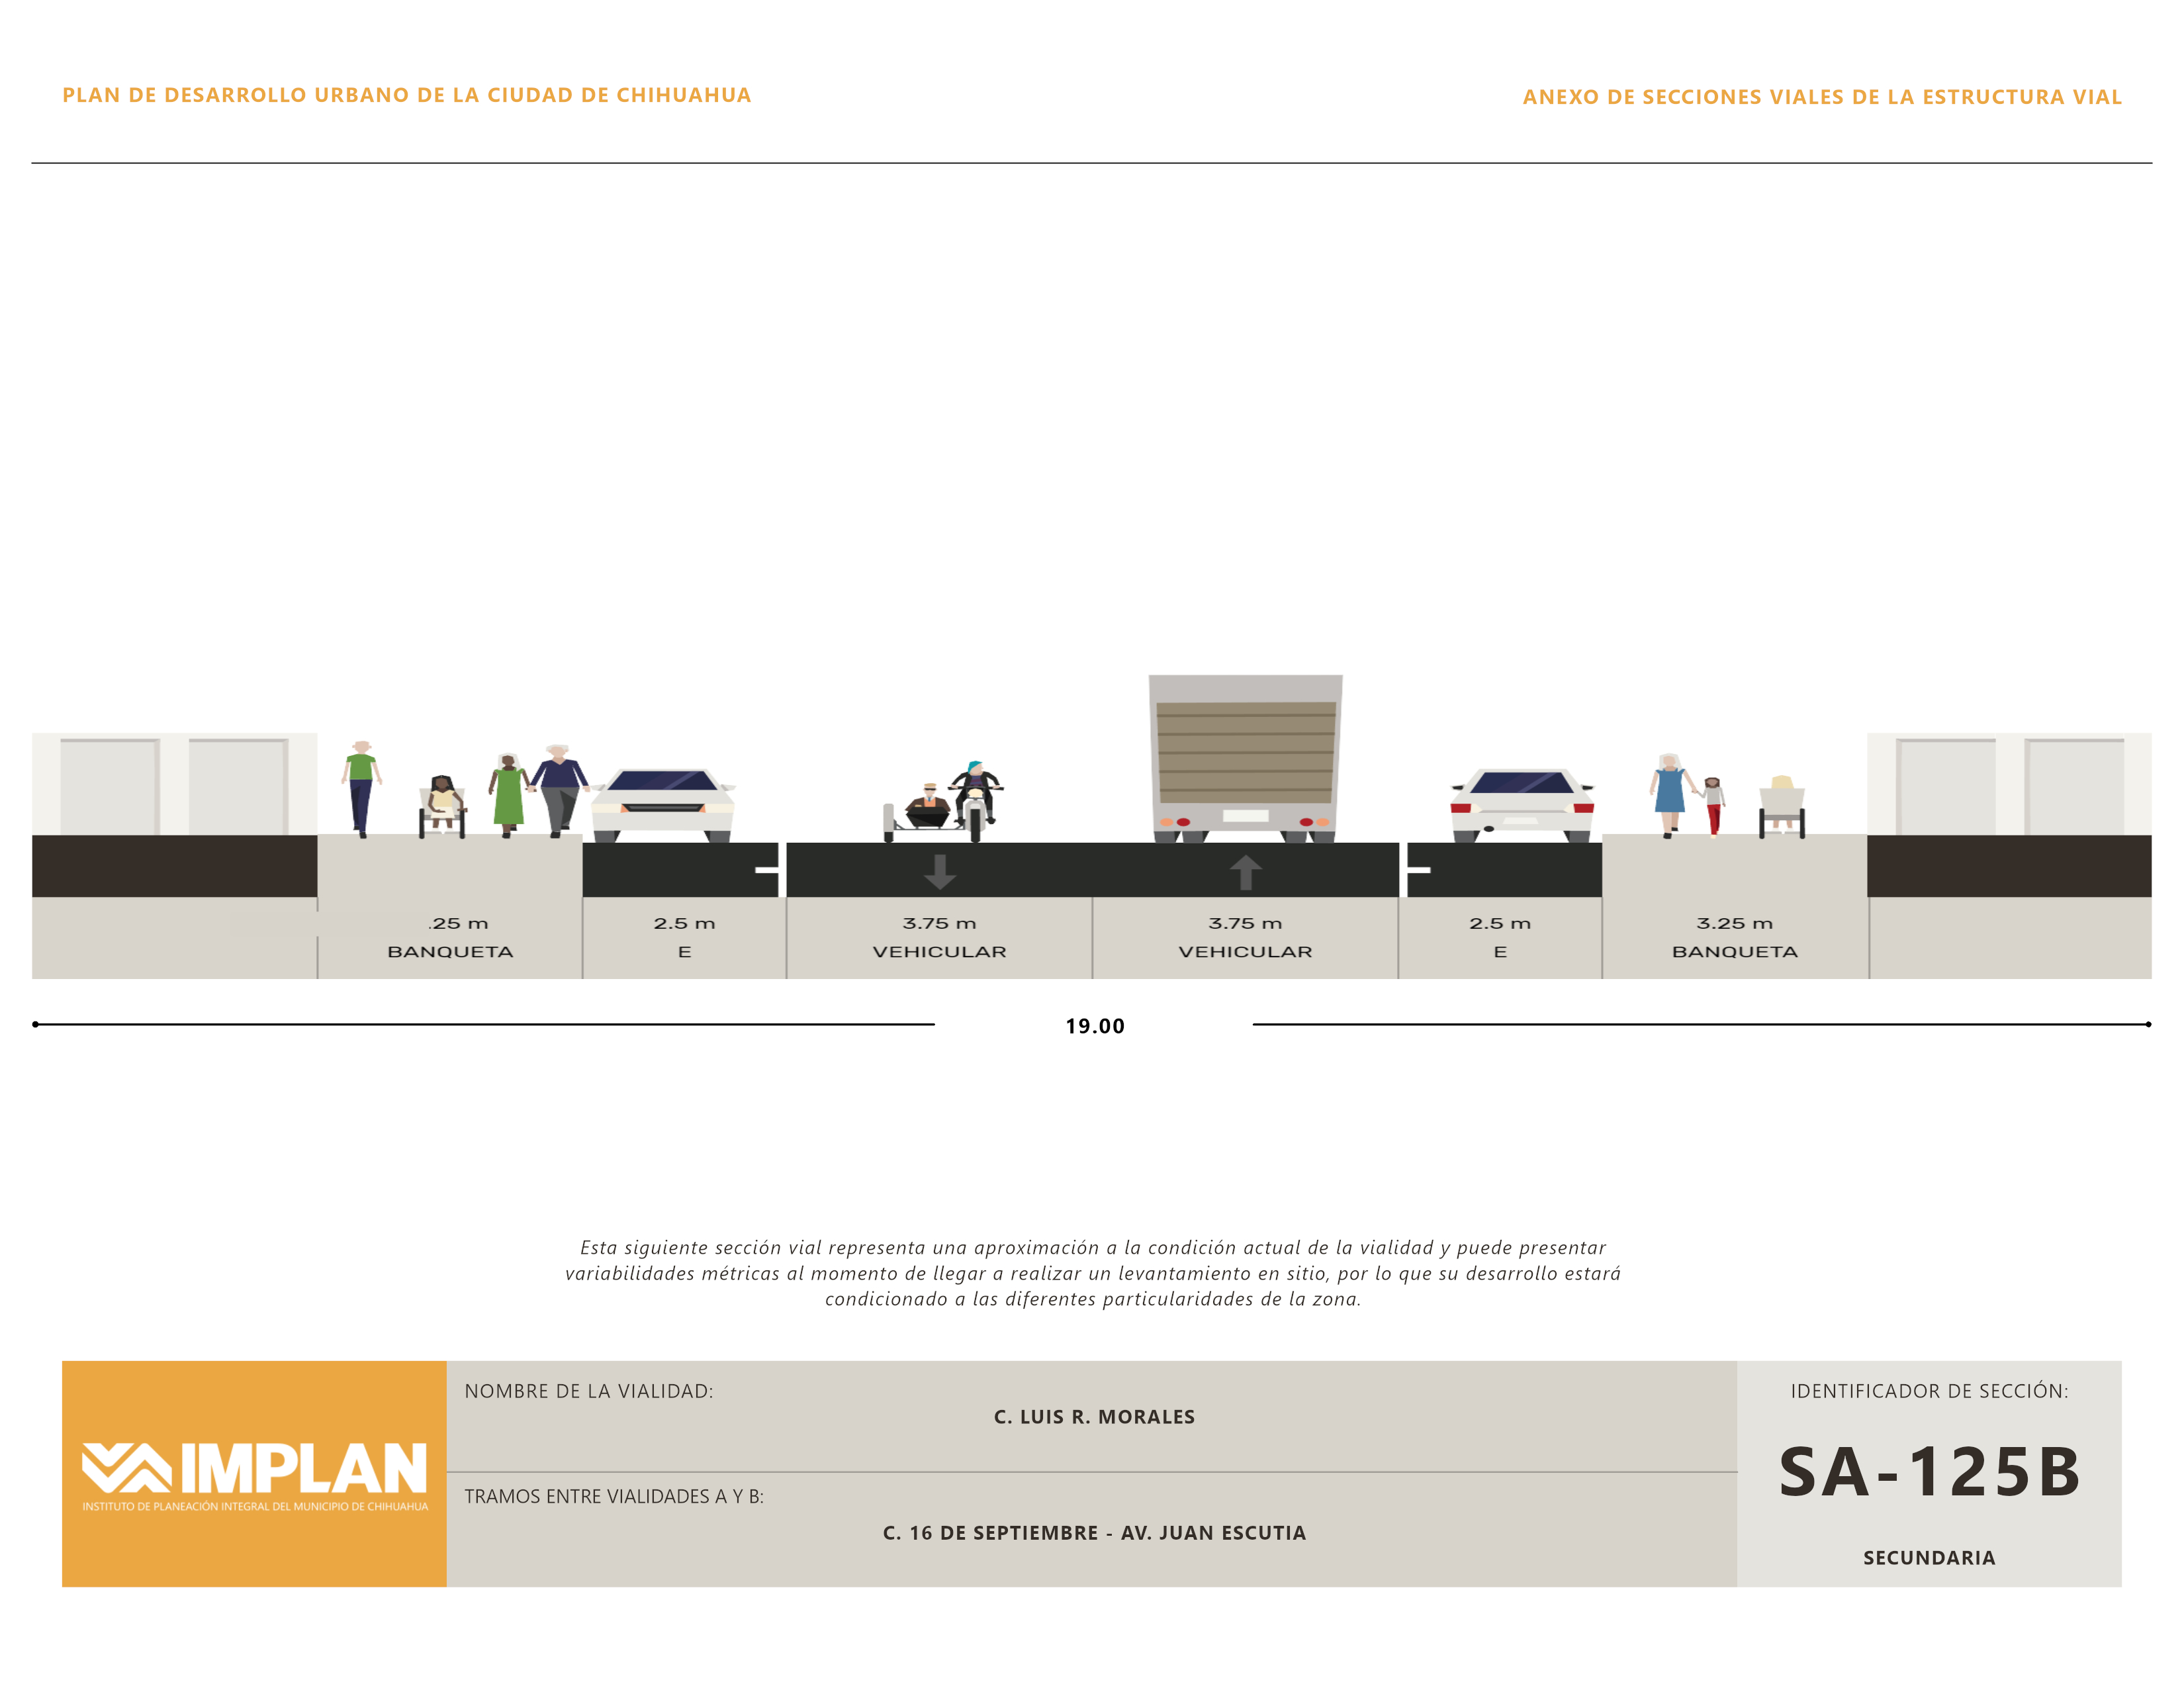 PLAN DE DESARROLLO URBANO DE LA CIUDAD DE CHIHUAHUA
ANEXO DE SECCIONES VIALES DE LA ESTRUCTURA VIAL
.25 m
BANQUETA
2.5 m
E
3.75 m
VEHICULAR
3.75 m
VEHICULAR
2.5 m
E
3.25 m
BANQUETA
19.00
Esta siguiente sección vial representa una aproximación a la condición actual de la vialidad y puede presentar
variabilidades métricas al momento de llegar a realizar un levantamiento en sitio, por lo que su desarrollo estará
condicionado a las diferentes particularidades de la zona.
IMPLAN
INSTITUTO DE PLANEACIÓN INTEGRAL DEL MUNICIPIO DE CHIHUAHUA
NOMBRE DE LA VIALIDAD:
C. LUIS R. MORALES
TRAMOS ENTRE VIALIDADES A Y B:
C. 16 DE SEPTIEMBRE - AV. JUAN ESCUTIA
IDENTIFICADOR DE SECCIÓN:
SA-125B
SECUNDARIA